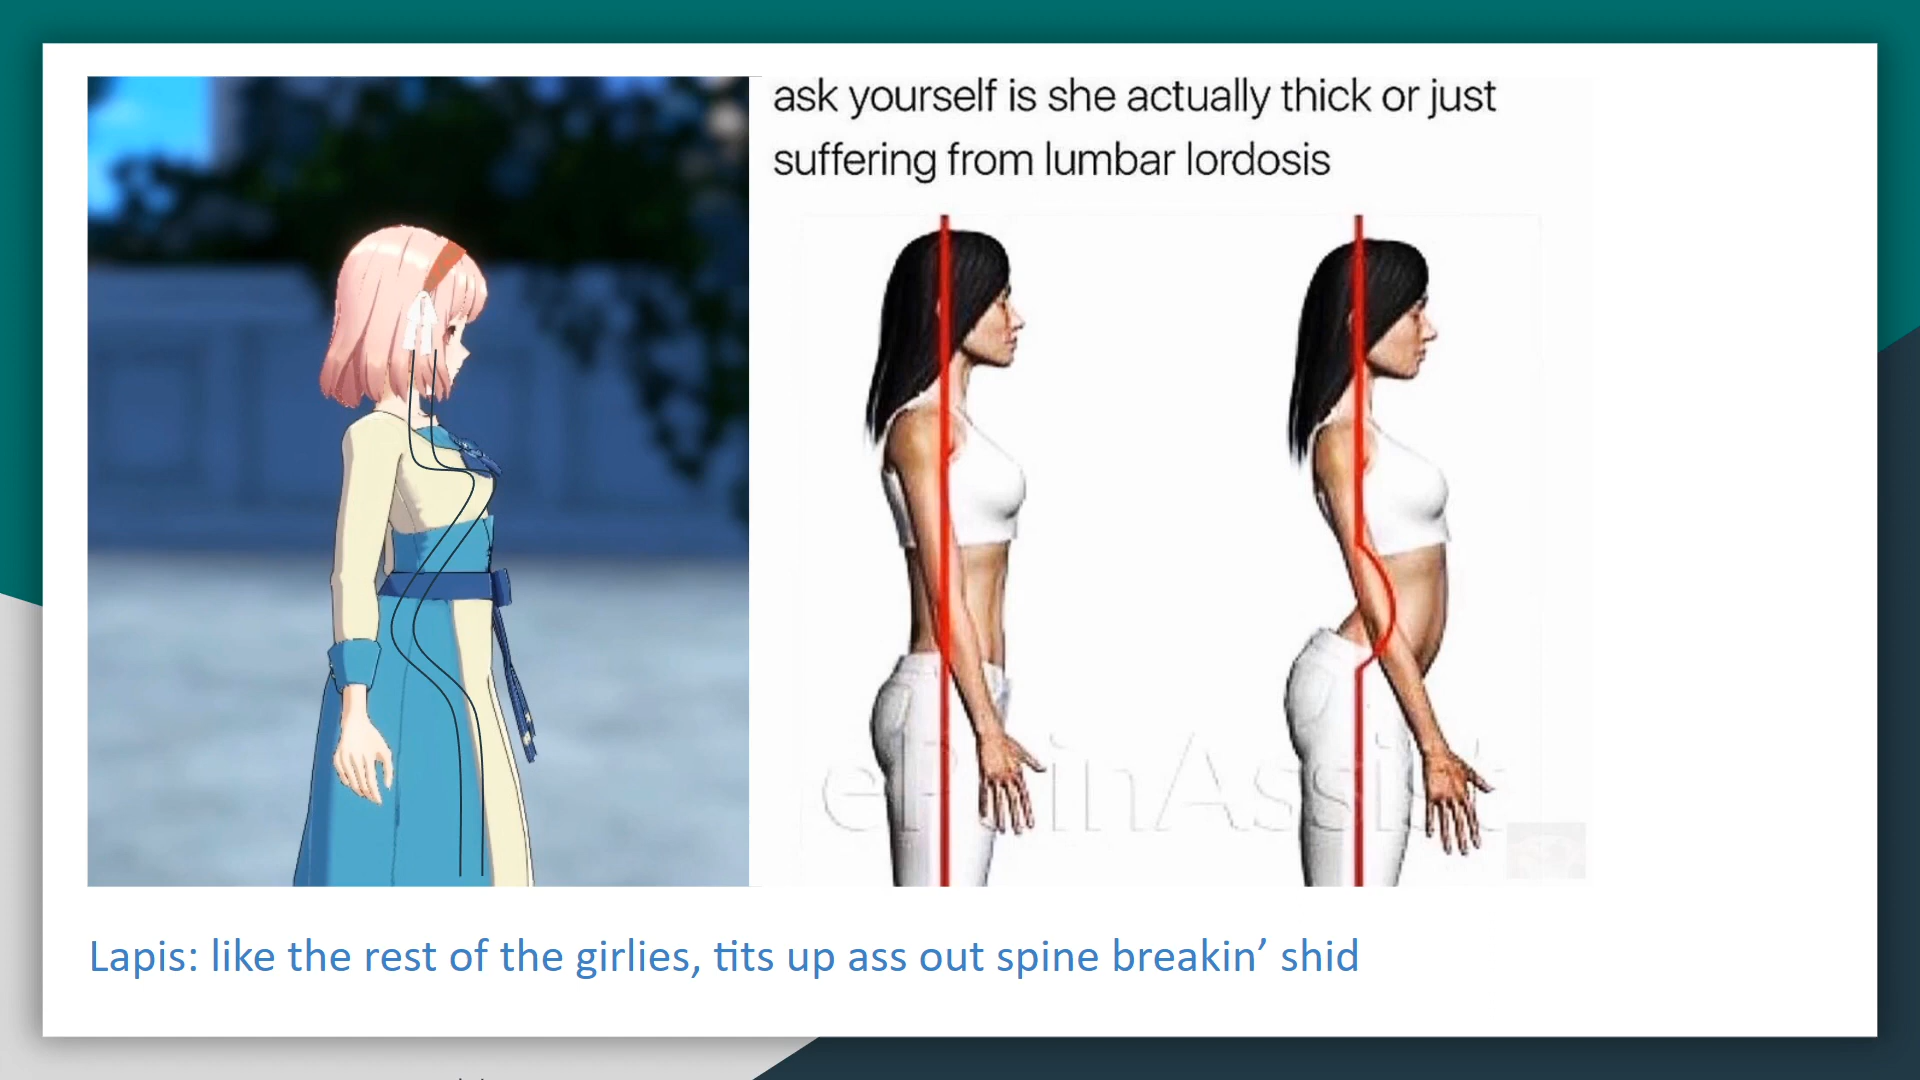 ask yourself is she actually thick or just
suffering from lumbar lordosis
Lapis: like the rest of the girlies, tits up ass out spine breakin’ shid